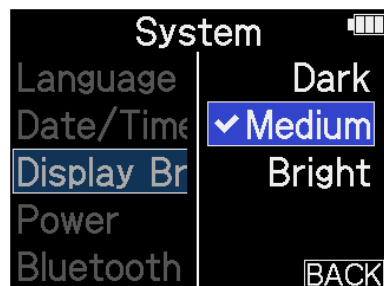 System
Language
Date/Time
Display Br
Power
Bluetooth
Dark
Medium
Bright
BACK